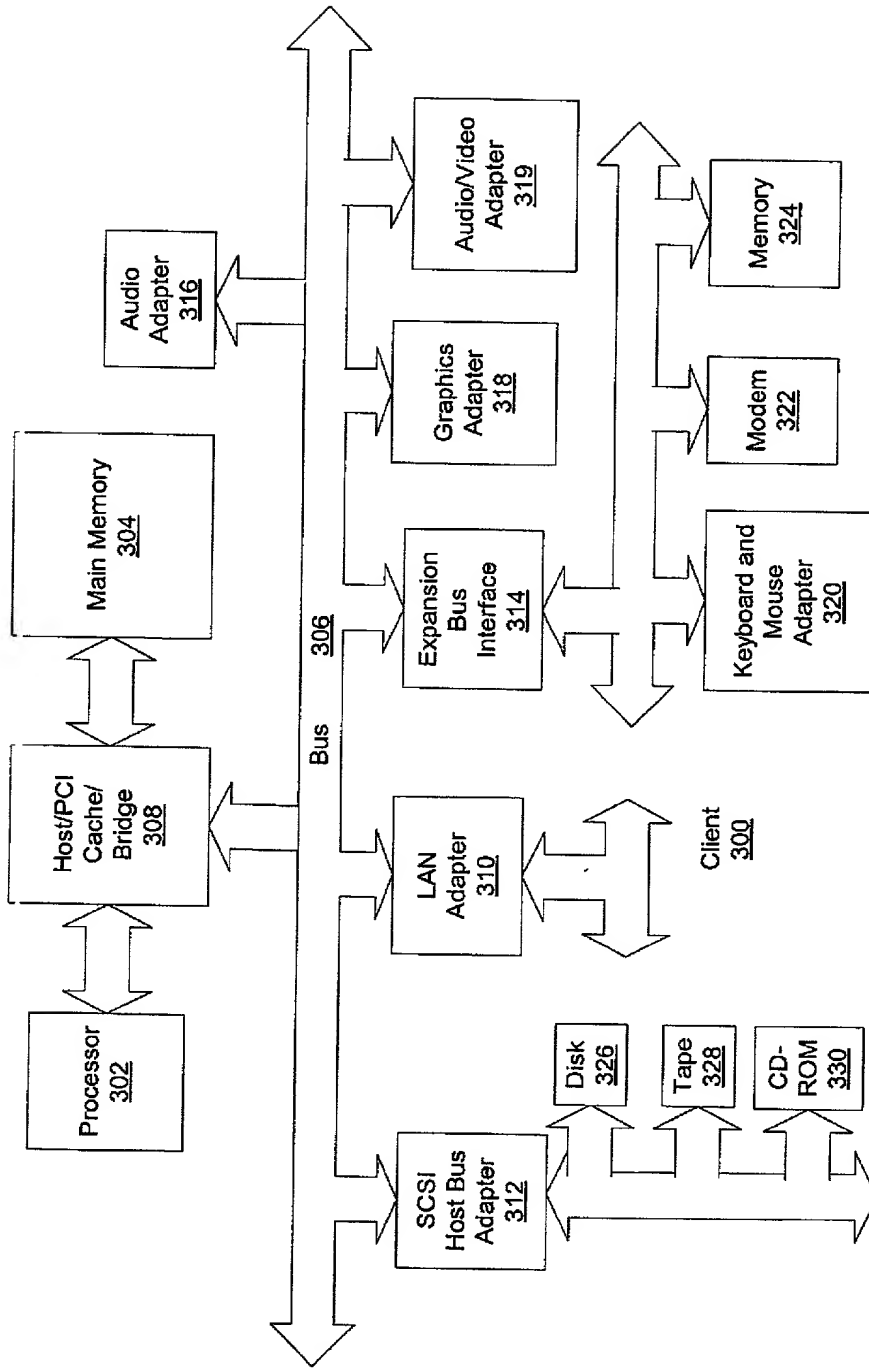 Processor
302
Host/PCI
Cache/
Bridge
308
Main Memory
304
Audio
Adapter
316
Bus
306
SCSI
Host Bus
Adapter
312
LAN
Adapter
310
Expansion
Bus
Interface
314
Graphics
Adapter
318
Audio/Video
Adapter
319
Disk
326
Tape
328
CD-
ROM
330
Client
300
Keyboard and
Mouse
Adapter
320
Modem
322
Memory
324